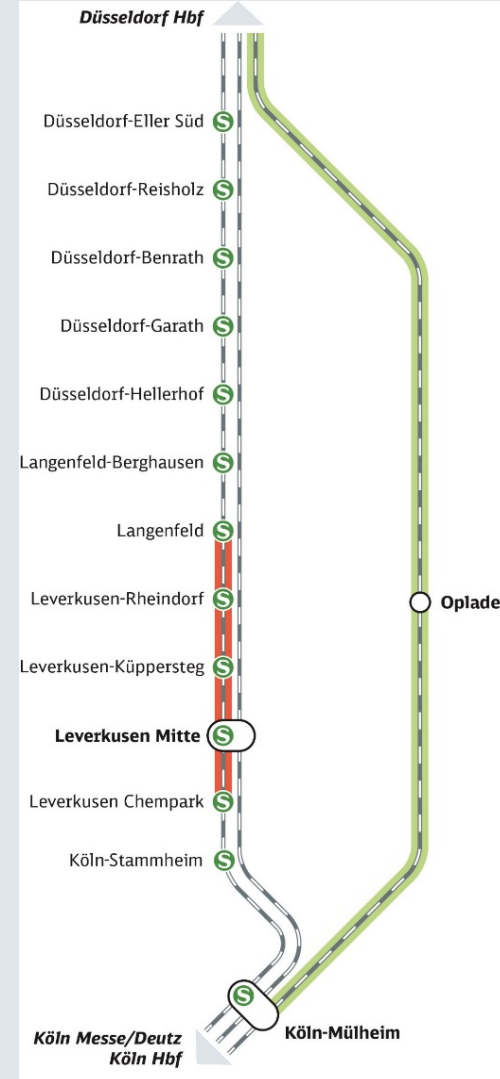 Düsseldorf Hbf
Düsseldorf-Eller Süd
S
Düsseldorf-Reisholz
S
Düsseldorf-Benrath
S
Düsseldorf-Garath
S
Düsseldorf-Hellerhof
S
Langenfeld-Berghausen
S
Langenfeld
S
Leverkusen-Rheindorf
S
Oplade
Leverkusen-Küppersteg
S
Leverkusen Mitte
S
Leverkusen Chempark
S
Köln-Stammheim
S
S
Köln-Mülheim
Köln Messe/Deutz
Köln Hbf